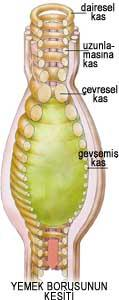 dairesel
kas
uzunla-
masına
kas
çevresel
kas
gevşemiş
kas
YEMEK BORUSUNUN
KESİTİ